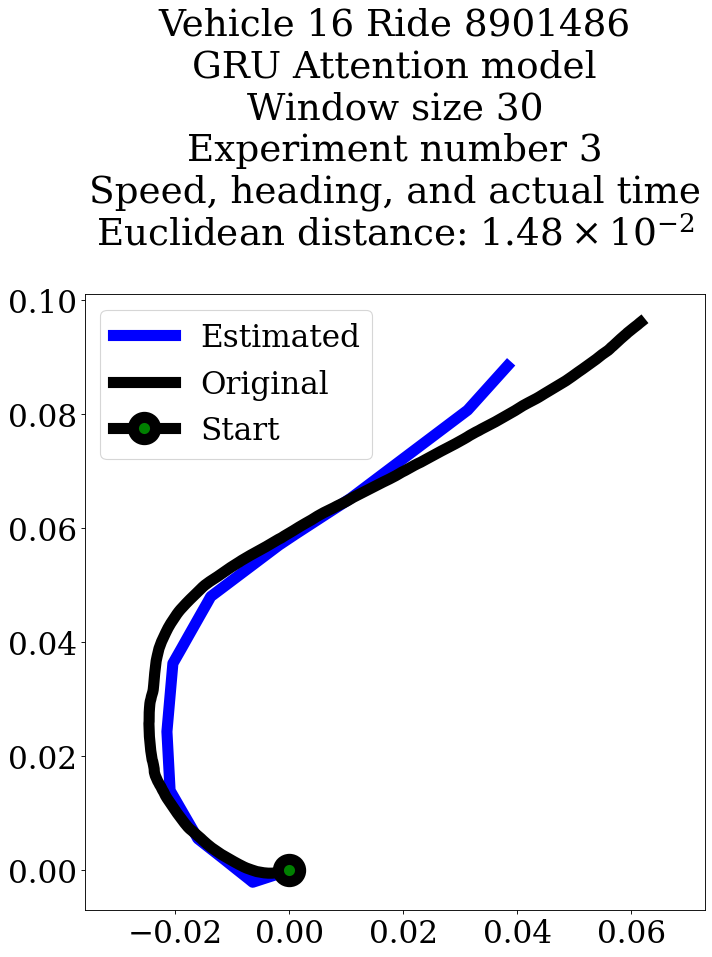 Vehicle 16 Ride 8901486
GRU Attention model
Window size 30
Experiment number 3
Speed, heading, and actual time
Euclidean distance: 1.48 × 10⁻²
0.10
0.08
0.06
0.04
0.02
0.00
Estimated
Original
Start
−0.02 0.00 0.02 0.04 0.06